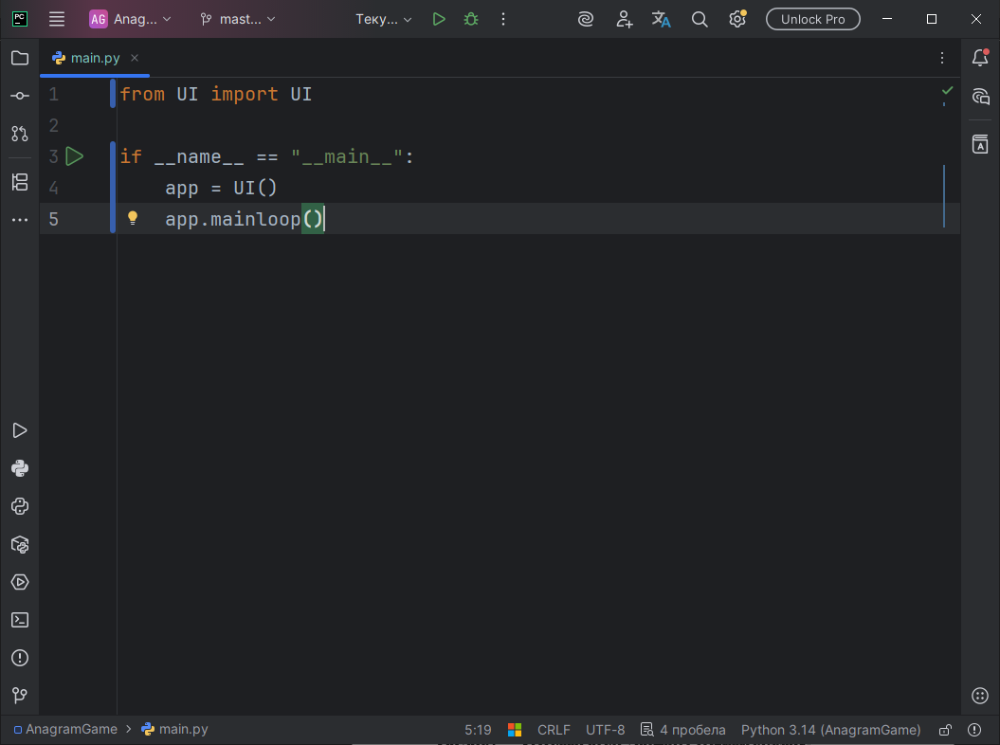 PC
AG Anag... mast... Теку... Unlock Pro
main.py
1 from UI import UI
2
3 if __name__ == "__main__":
4 app = UI()
5 app.mainloop()
AnagramGame > main.py 5:19 CRLF UTF-8 4 пробела Python 3.14 (AnagramGame)